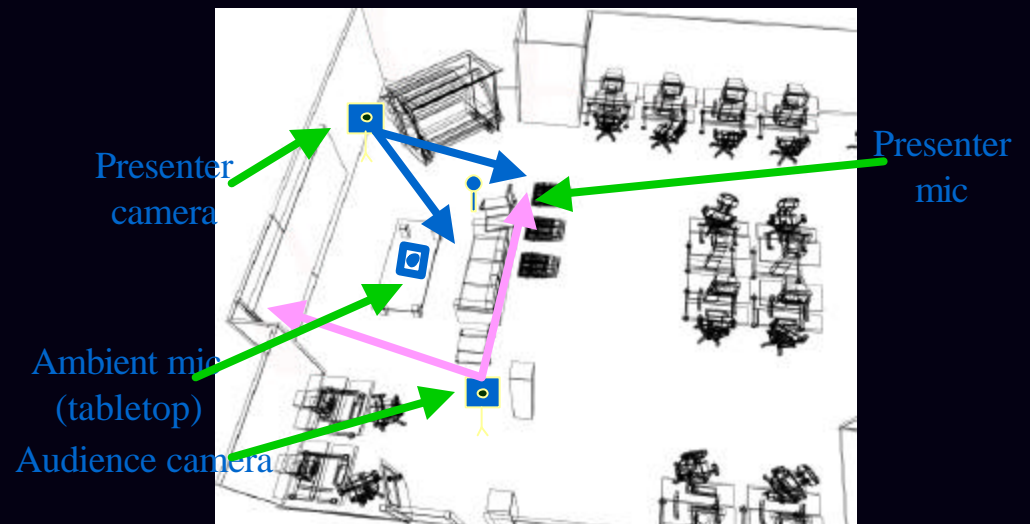 Presenter
camera
Presenter
mic
Ambient mic
(tabletop)
Audience camera